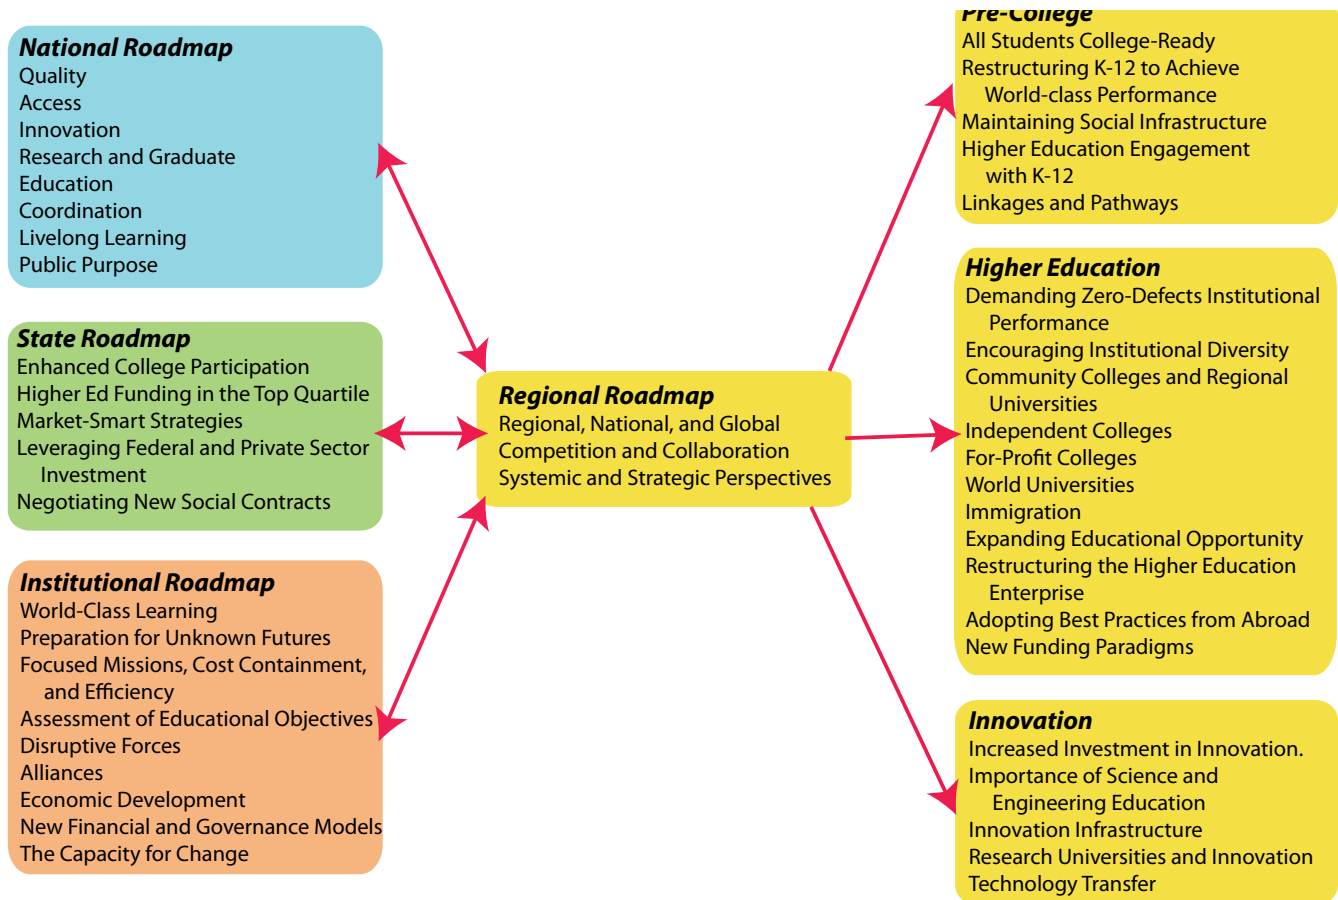 National Roadmap
Quality
Access
Innovation
Research and Graduate
Education
Coordination
Livelong Learning
Public Purpose
State Roadmap
Enhanced College Participation
Higher Ed Funding in the Top Quartile
Market-Smart Strategies
Leveraging Federal and Private Sector
Investment
Negotiating New Social Contracts
Institutional Roadmap
World-Class Learning
Preparation for Unknown Futures
Focused Missions, Cost Containment,
and Efficiency
Assessment of Educational Objectives
Disruptive Forces
Alliances
Economic Development
New Financial and Governance Models
The Capacity for Change
Regional Roadmap
Regional, National, and Global
Competition and Collaboration
Systemic and Strategic Perspectives
Pre-College
All Students College-Ready
Restructuring K-12 to Achieve
World-class Performance
Maintaining Social Infrastructure
Higher Education Engagement
with K-12
Linkages and Pathways
Higher Education
Demanding Zero-Defects Institutional
Performance
Encouraging Institutional Diversity
Community Colleges and Regional
Universities
Independent Colleges
For-Profit Colleges
World Universities
Immigration
Expanding Educational Opportunity
Restructuring the Higher Education
Enterprise
Adopting Best Practices from Abroad
New Funding Paradigms
Innovation
Increased Investment in Innovation.
Importance of Science and
Engineering Education
Innovation Infrastructure
Research Universities and Innovation
Technology Transfer